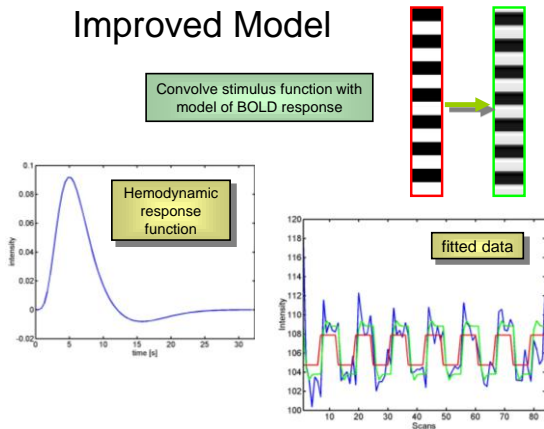 Improved Model
Convolve stimulus function with
model of BOLD response
0.1
0.08
0.06
0.04
0.02
0
-0.02
intensity
0 5 10 15 20 25 30
time [s]
Hemodynamic
response
function
fitted data
120
118
116
114
112
110
108
106
104
102
100
Intensity
0 10 20 30 40 50 60 70 80
Scans